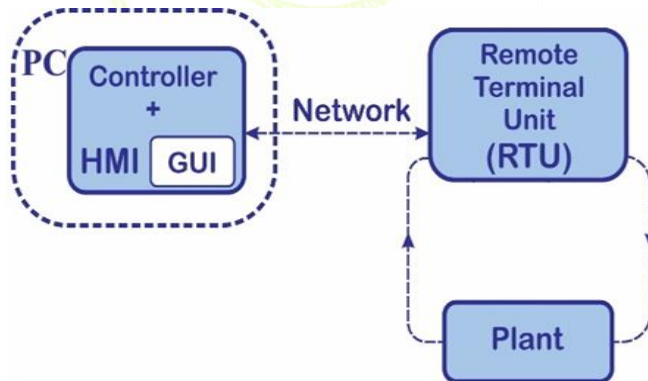 PC
Controller
+
HMI GUI
Network
Remote
Terminal
Unit
(RTU)
Plant